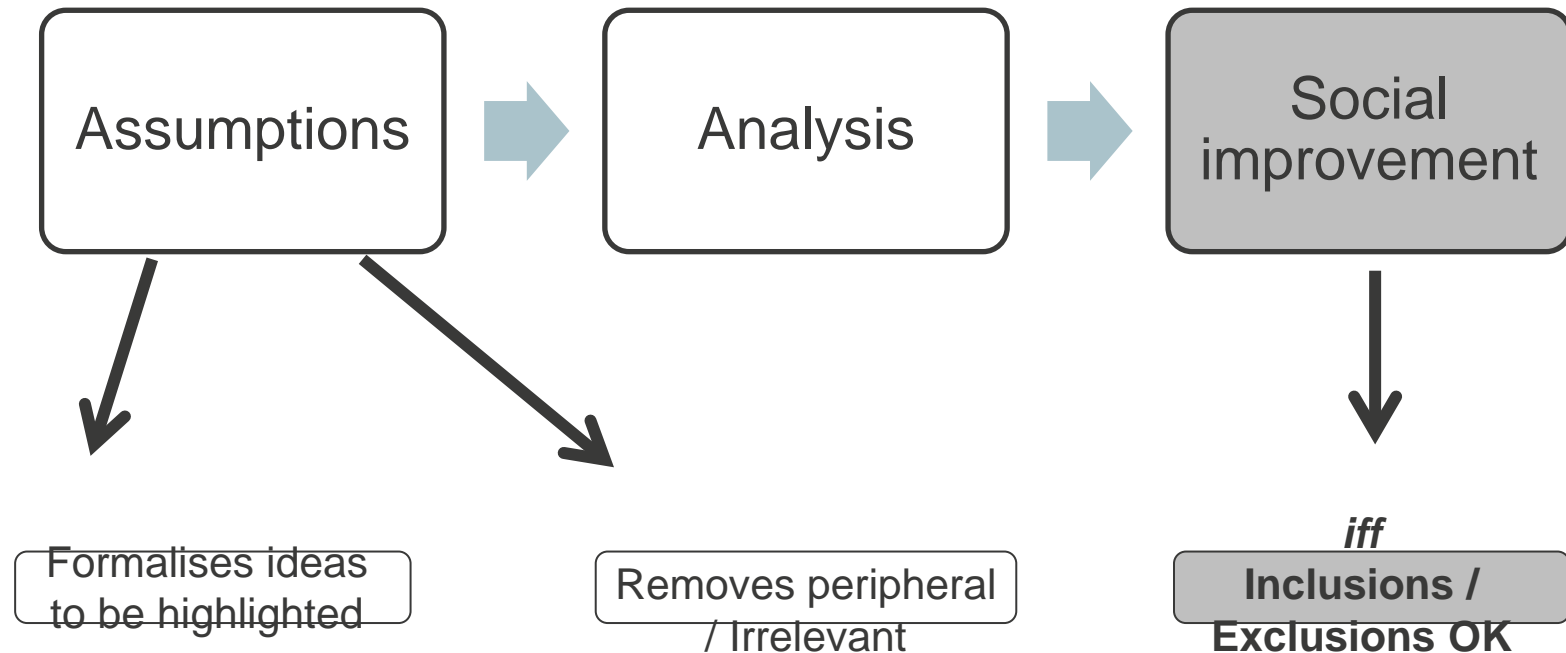 Assumptions
Analysis
Social
improvement
Formalises ideas
to be highlighted
Removes peripheral
/ Irrelevant
iff
Inclusions /
Exclusions OK